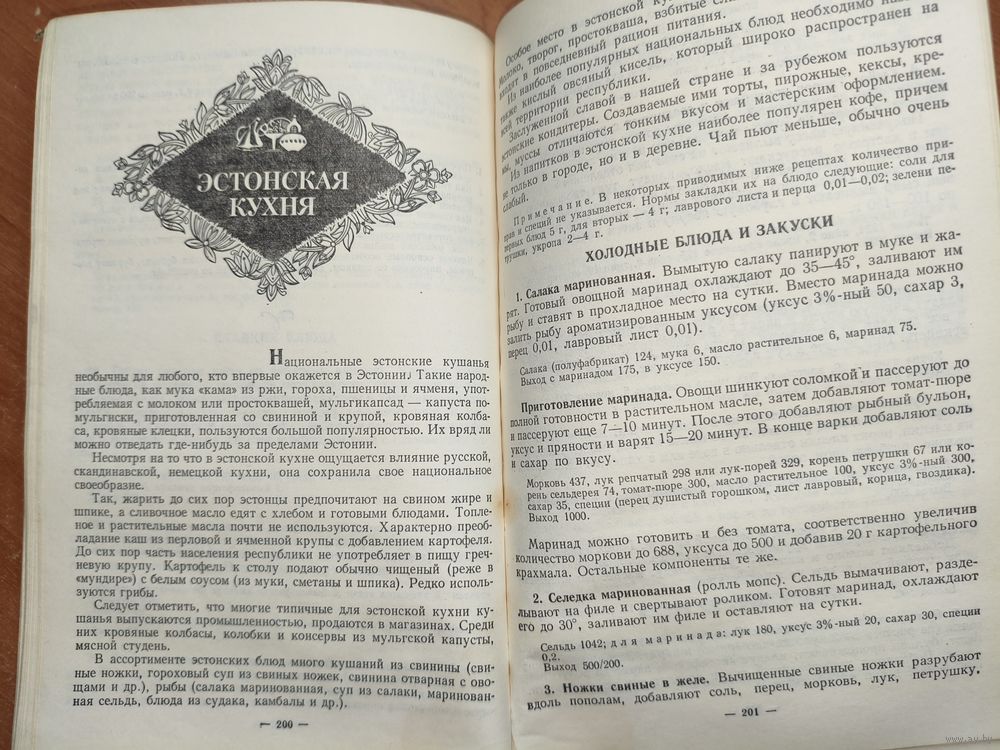 ЭСТОНСКАЯ
КУХНЯ
Национальные эстонские кушанья
необычны для любого, кто впервые окажется в Эстонии. Такие народ-
ные блюда, как мука «кама» из ржи, гороха, пшеницы и ячменя, упот-
ребляемая с молоком или простоквашей, мульгикапсад — капуста по-
мульгиски, приготовленная со свининой и крупой, кровяная колба-
са, кровяные клецки, пользуются большой популярностью. Их вряд ли
можно отведать где-нибудь за пределами Эстонии.
Несмотря на то что в эстонской кухне ощущается влияние русской,
скандинавской, немецкой кухни, она сохранила свое национальное
своеобразие.
Так, жарить до сих пор эстонцы предпочитают на свином жире и
шпике, а сливочное масло едят с хлебом и готовыми блюдами. Топле-
ное и растительные масла почти не используются. Характерно преоб-
ладание каш из перловой и ячменной крупы с добавлением картофеля.
До сих пор часть населения республики не употребляет в пищу греч-
невую крупу. Картофель к столу подают обычно чищеный (реже в
«мундире») с белым соусом (из муки, сметаны и шпика). Редко исполь-
зуются грибы.
Следует отметить, что многие типичные для эстонской кухни ку-
шанья выпускаются промышленностью, продаются в магазинах. Среди
них кровяные колбасы, колобки и консервы из мульгской капусты,
мясной студень.
В ассортименте эстонских блюд много кушаний из свинины (сви-
ные ножки, гороховый суп из свиных ножек, свинина отварная с ово-
щами и др.), рыбы (салака маринованная, суп из салаки, маринован-
ная сельдь, блюда из судака, камбалы и др.).
— 200 —
Особое место в эстонской
молоко, творог, простокваша, взбитые
входит в повседневный рацион питания.
Из наиболее популярных национальных блюд необходимо
также кислый овсяный кисель, который широко распространен на
всей территории республики.
Заслуженной славой в нашей стране и за рубежом пользуются
эстонские кондитеры. Создаваемые ими торты, пирожные, кексы, кре-
мы, муссы отличаются тонким вкусом и мастерским оформлением.
Из напитков в эстонской кухне наиболее популярен кофе, причем
не только в городе, но и в деревне. Чай пьют меньше, обычно очень
слабый.
Примечание. В некоторых приводимых ниже рецептах количество при-
прав и специй не указывается. Нормы закладки их на блюдо следующие: соли для
первых блюд 5 г, для вторых — 4 г; лаврового листа и перца 0,01—0,02; зелени пе-
трушки, укропа 2—4 г.
ХОЛОДНЫЕ БЛЮДА И ЗАКУСКИ
1. Салака маринованная. Вымытую салаку панируют в муке и жа-
рят. Готовый овощной маринад охлаждают до 35—45°, заливают им
рыбу и ставят в прохладное место на сутки. Вместо маринада можно
залить рыбу ароматизированным уксусом (уксус 3%-ный 50, сахар 3,
перец 0,01, лавровый лист 0,01).
Салака (полуфабрикат) 124, мука 6, масло растительное 6, маринад 75.
Выход с маринадом 175, в уксусе 150.
Приготовление маринада. Овощи шинкуют соломкой и пассеруют до
полной готовности в растительном масле, затем добавляют томат-пюре
и пассеруют еще 7—10 минут. После этого добавляют рыбный бульон,
уксус и пряности и варят 15—20 минут. В конце варки добавляют соль
и сахар по вкусу.
Морковь 437, лук репчатый 298 или лук-порей 329, корень петрушки 67 или ко-
рень сельдерея 74, томат-пюре 300, масло растительное 100, уксус 3%-ный 300,
сахар 35, специи (перец душистый горошком, лист лавровый, корица, гвоздика).
Выход 1000.
Маринад можно готовить и без томата, соответственно увеличив
количество моркови до 688, уксуса до 500 и добавив 20 г картофельного
крахмала. Остальные компоненты те же.
2. Селедка маринованная (ролль мопс). Сельдь вымачивают, разде-
лывают на филе и свертывают роликом. Готовят маринад, охлаждают
его до 30°, заливают им филе и оставляют на сутки.
Сельдь 1042; для маринада: лук 180, уксус 3%-ный 20, сахар 30, специи
0,2.
Выход 500/200.
3. Ножки свиные в желе. Вычищенные свиные ножки разрубают
вдоль пополам, добавляют соль, перец, морковь, лук, петрушку.
— 201 —
www.ay.by